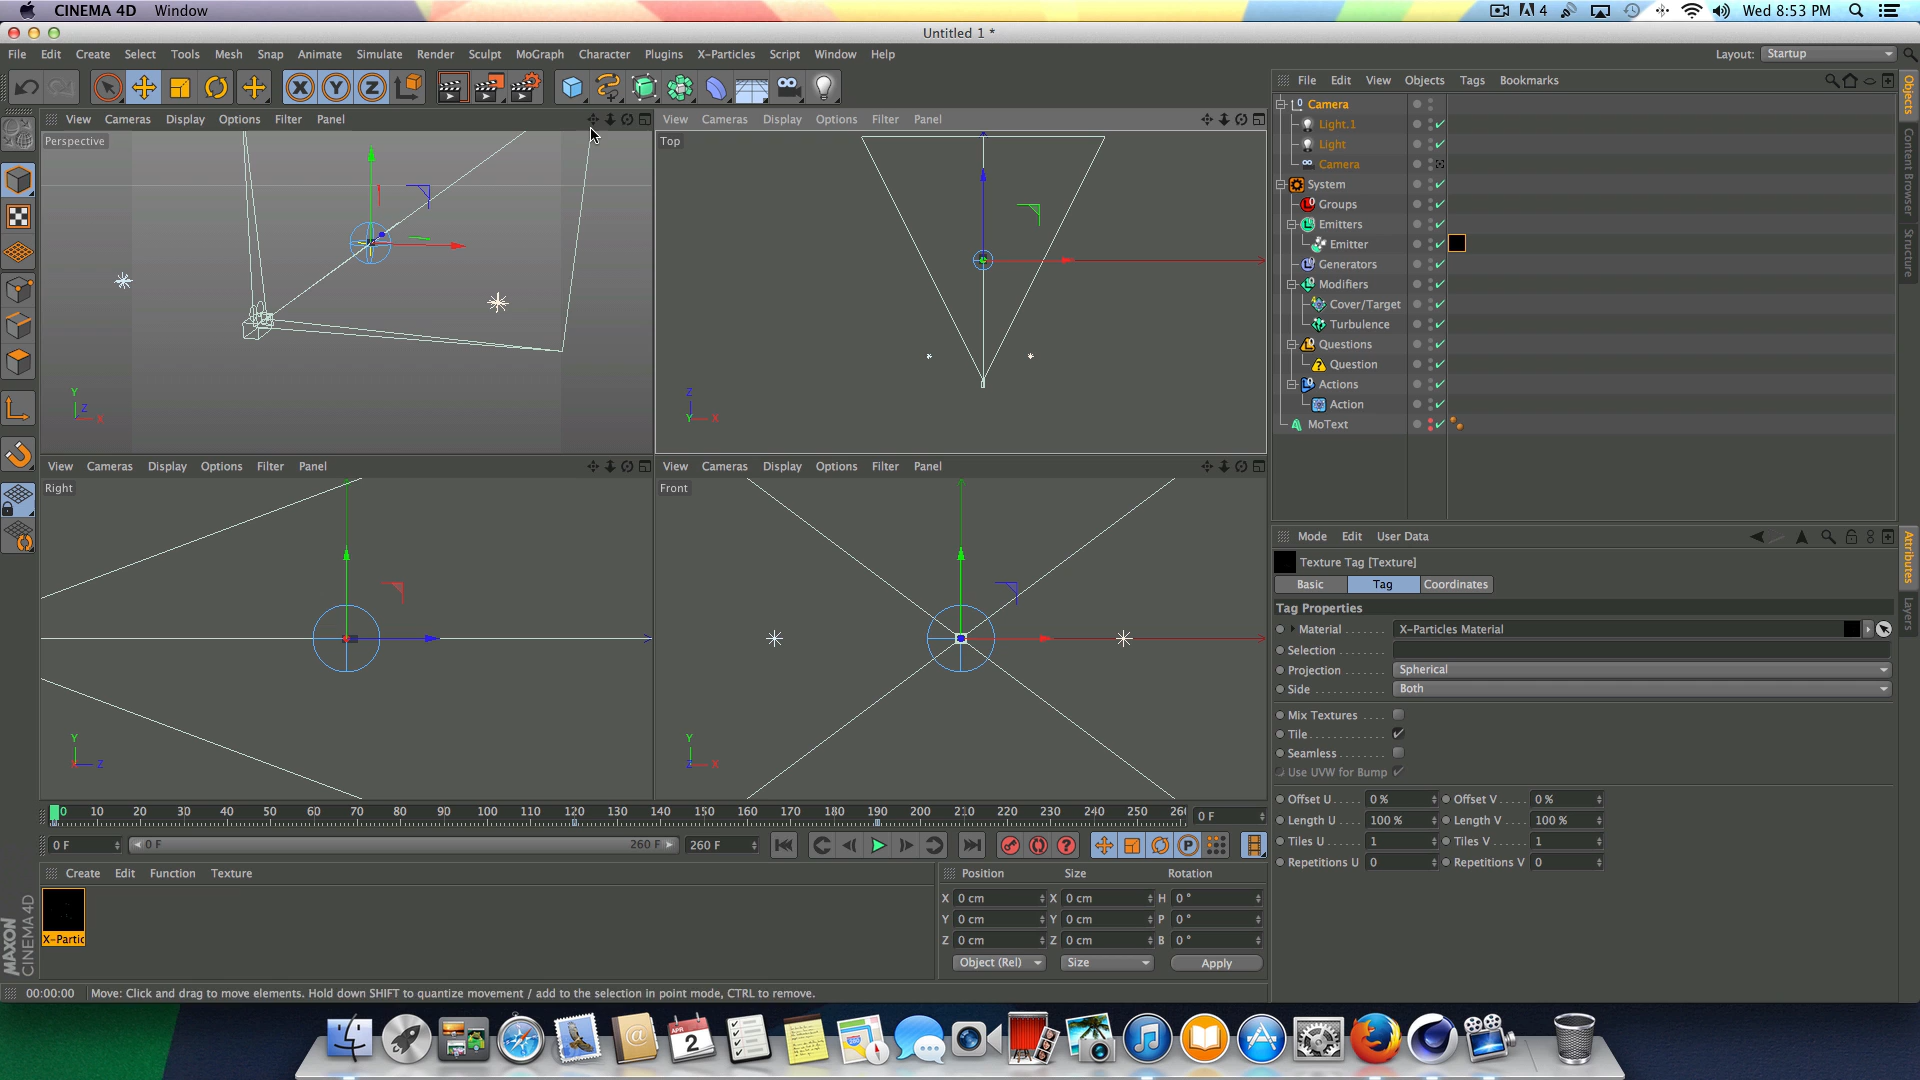 CINEMA 4D Window
4 Wed 8:53 PM
Untitled 1 *
File Edit Create Select Tools Mesh Snap Animate Simulate Render Sculpt MoGraph Character Plugins X-Particles Script Window Help
Layout: Startup
X Y Z
File Edit View Objects Tags Bookmarks
View Cameras Display Options Filter Panel
View Cameras Display Options Filter Panel
Perspective
Top
Camera
Light.1
Light
Camera
System
Groups
Emitters
Emitter
Generators
Modifiers
Cover/Target
Turbulence
Questions
Question
Actions
Action
MoText
Objects
Content Browser
Structure
Y
Z
X
Z
Y X
View Cameras Display Options Filter Panel
View Cameras Display Options Filter Panel
Right
Front
Y
X Z
Y
Z X
Mode Edit User Data
Texture Tag [Texture]
Basic Tag Coordinates
Tag Properties
Material X-Particles Material
Selection
Projection Spherical
Side Both
Mix Textures
Tile
Seamless
Use UVW for Bump
Offset U 0 % Offset V 0 %
Length U 100 % Length V 100 %
Tiles U 1 Tiles V 1
Repetitions U 0 Repetitions V 0
Attributes
Layers
0 10 20 30 40 50 60 70 80 90 100 110 120 130 140 150 160 170 180 190 200 210 220 230 240 250 260 0 F
0 F 0 F 260 F 260 F
Create Edit Function Texture
X-Partic
Position Size Rotation
X 0 cm X 0 cm H 0 °
Y 0 cm Y 0 cm P 0 °
Z 0 cm Z 0 cm B 0 °
Object (Rel) Size Apply
MAXON
CINEMA 4D
00:00:00 Move: Click and drag to move elements. Hold down SHIFT to quantize movement / add to the selection in point mode, CTRL to remove.
APR
2